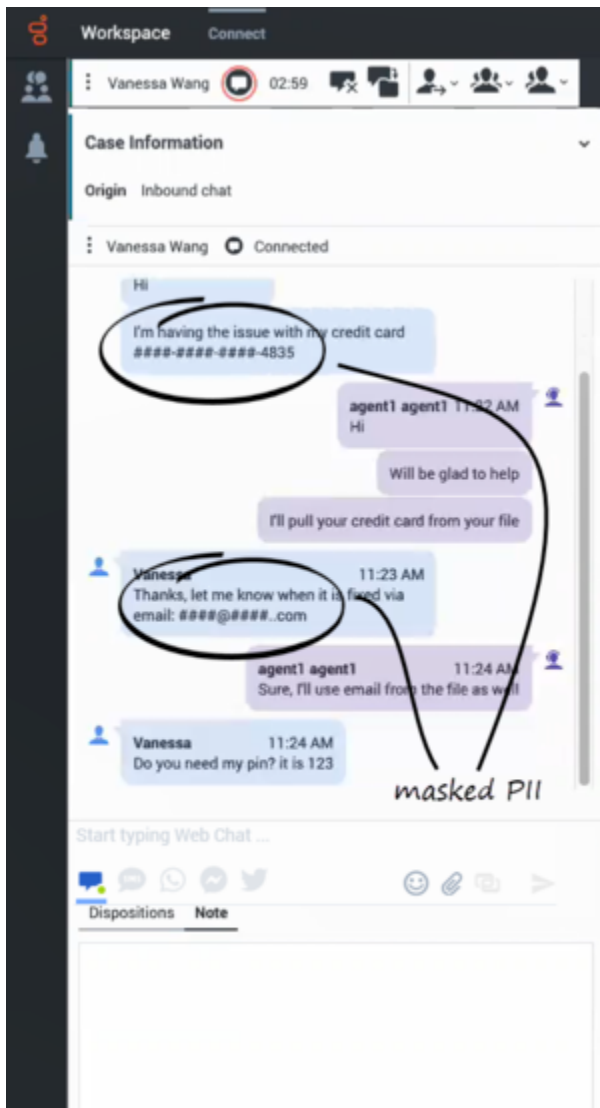 Workspace Connect
Vanessa Wang 02:59
Case Information
Origin Inbound chat
Vanessa Wang Connected
Hi
I'm having the issue with my credit card
####-####-####-4835
agent1 agent1 11:22 AM
Hi
Will be glad to help
I'll pull your credit card from your file
Vanessa 11:23 AM
Thanks, let me know when it is fixed via
email: ####@####..com
agent1 agent1 11:24 AM
Sure, I'll use email from the file as well
Vanessa 11:24 AM
Do you need my pin? it is 123
masked PII
Start typing Web Chat ...
Dispositions Note